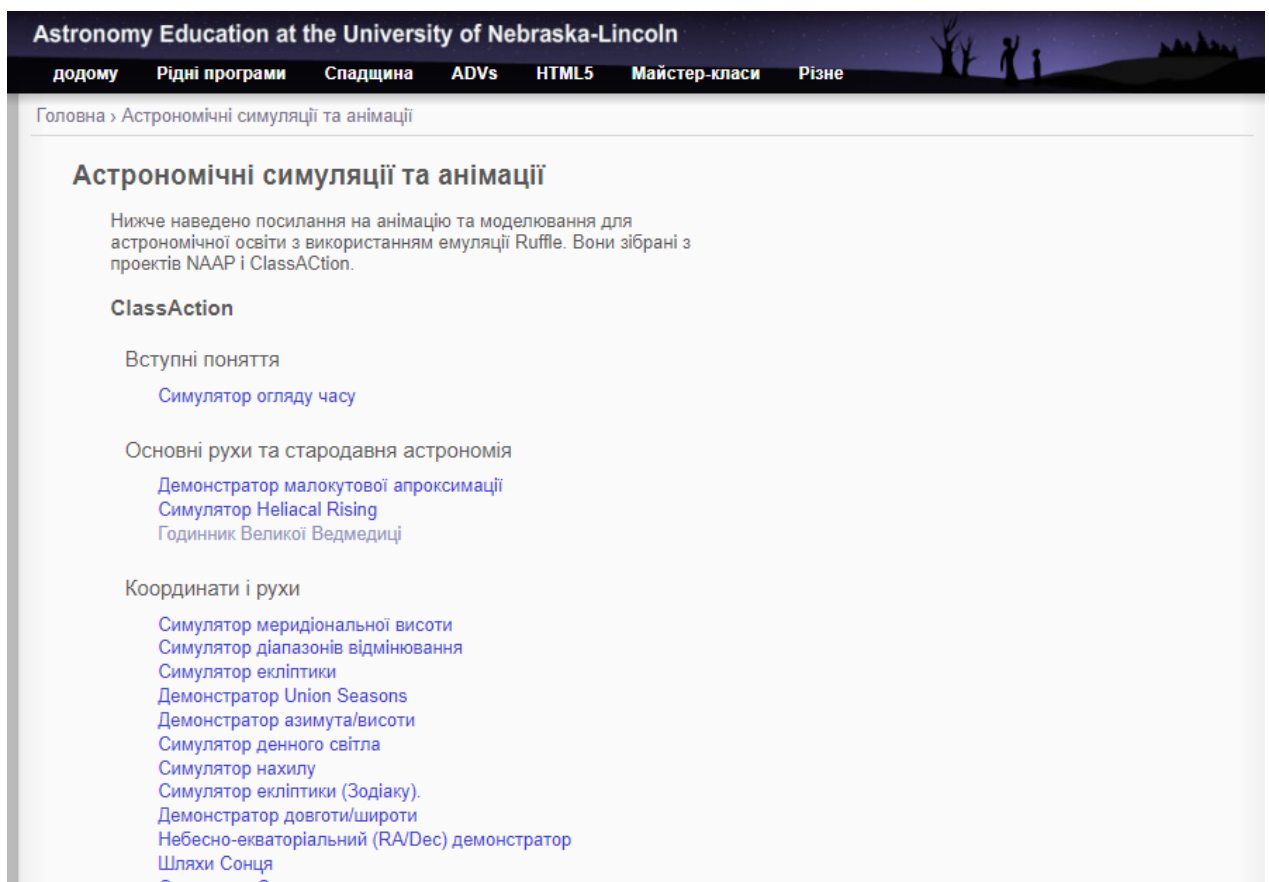 Astronomy Education at the University of Nebraska-Lincoln
додому Рідні програми Спадщина ADVs HTML5 Майстер-класи Різне
Головна › Астрономічні симуляції та анімації
Астрономічні симуляції та анімації
Нижче наведено посилання на анімацію та моделювання для
астрономічної освіти з використанням емуляції Ruffle. Вони зібрані з
проектів NAAP і ClassACtion.
ClassAction
Вступні поняття
Симулятор огляду часу
Основні рухи та стародавня астрономія
Демонстратор малокутової апроксимації
Симулятор Heliacal Rising
Годинник Великої Ведмедиці
Координати і рухи
Симулятор меридіональної висоти
Симулятор діапазонів відмінювання
Симулятор екліптики
Демонстратор Union Seasons
Демонстратор азимута/висоти
Симулятор денного світла
Симулятор нахилу
Симулятор екліптики (Зодіаку).
Демонстратор довготи/широти
Небесно-екваторіальний (RA/Dec) демонстратор
Шляхи Сонця